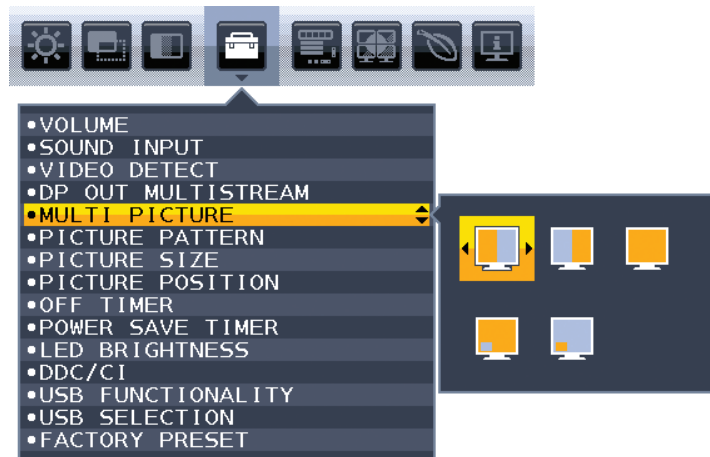 •VOLUME
•SOUND INPUT
•VIDEO DETECT
•DP OUT MULTISTREAM
•MULTI PICTURE
•PICTURE PATTERN
•PICTURE SIZE
•PICTURE POSITION
•OFF TIMER
•POWER SAVE TIMER
•LED BRIGHTNESS
•DDC/CI
•USB FUNCTIONALITY
•USB SELECTION
•FACTORY PRESET